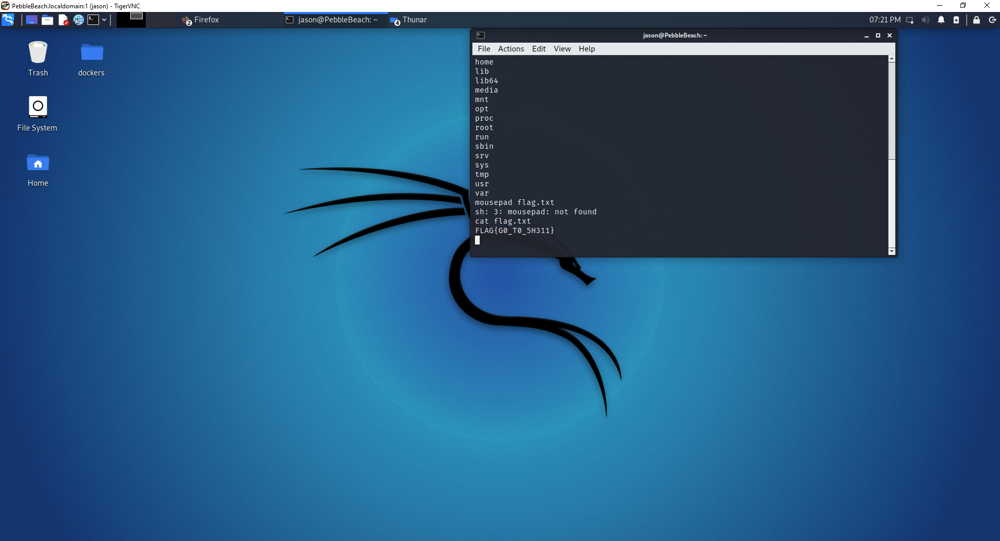 PebbleBeach.localdomain:1 (jason) - TigerVNC
2 Firefox
jason@PebbleBeach: ~
4 Thunar
07:21 PM
Trash
dockers
File System
Home
jason@PebbleBeach: ~
File Actions Edit View Help
home
lib
lib64
media
mnt
opt
proc
root
run
sbin
srv
sys
tmp
usr
var
mousepad flag.txt
sh: 3: mousepad: not found
cat flag.txt
FLAG{G0_T0_5H311}